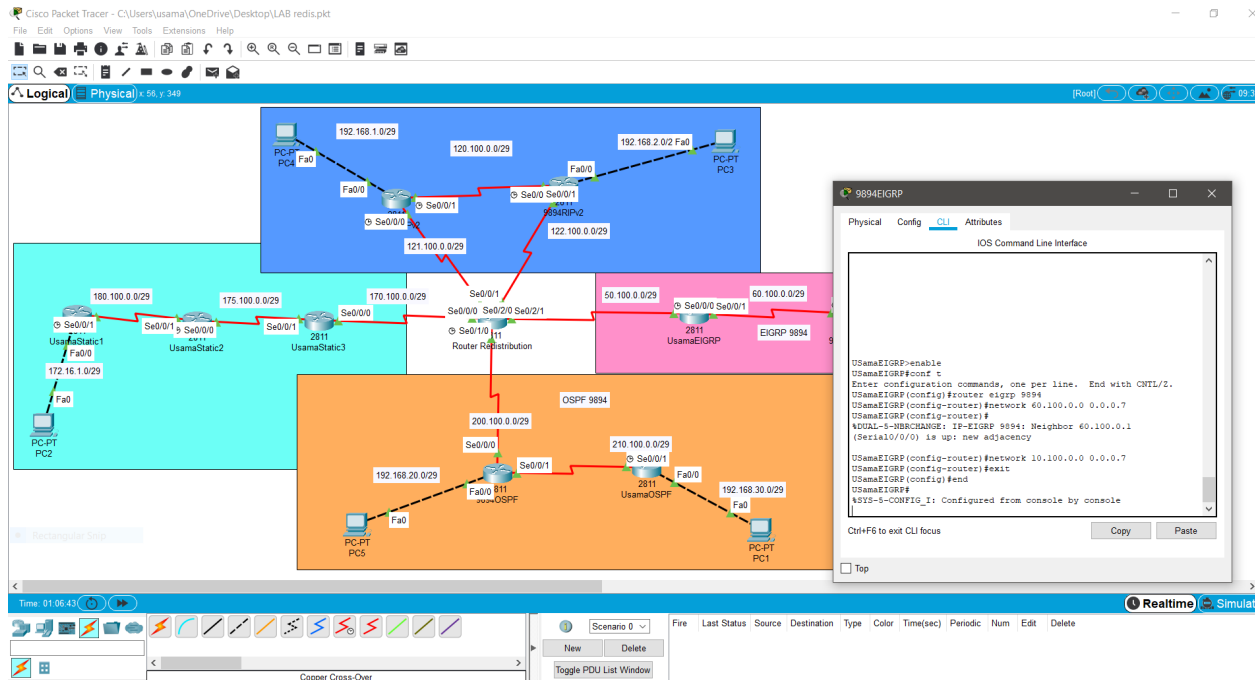 Cisco Packet Tracer - C:\Users\usama\OneDrive\Desktop\LAB redis.pkt
File Edit Options View Tools Extensions Help
Logical Physical x: 56, y: 349
[Root] 09:3
192.168.1.0/29
120.100.0.0/29
192.168.2.0/2 Fa0
PC-PT
PC4
Fa0
Fa0/0
Se0/0/1
Se0/0/0
121.100.0.0/29
Fa0/0
Se0/0 Se0/0/1
2811
9894RIPv2
122.100.0.0/29
PC-PT
PC3
180.100.0.0/29
175.100.0.0/29
170.100.0.0/29
Se0/0/1
Se0/0/1
Se0/0/0
Se0/0/1
Se0/0/0
UsamaStatic1
UsamaStatic2
2811
UsamaStatic3
Fa0/0
172.16.1.0/29
Fa0
PC-PT
PC2
Se0/0/1
Se0/0/0 Se0/2/0 Se0/2/1
Se0/1/0
Router Redistribution
50.100.0.0/29
60.100.0.0/29
Se0/0/0 Se0/0/1
2811
UsamaEIGRP
EIGRP 9894
OSPF 9894
200.100.0.0/29
Se0/0/0
210.100.0.0/29
Se0/0/1
Se0/0/1
192.168.20.0/29
Fa0/0
Fa0
PC-PT
PC5
2811
UsamaOSPF
Fa0/0
192.168.30.0/29
Fa0
PC-PT
PC1
Rectangular Snip
9894EIGRP
Physical Config CLI Attributes
IOS Command Line Interface
USamaEIGRP>enable
USamaEIGRP#conf t
Enter configuration commands, one per line. End with CNTL/Z.
USamaEIGRP(config)#router eigrp 9894
USamaEIGRP(config-router)#network 60.100.0.0 0.0.0.7
USamaEIGRP(config-router)#
%DUAL-5-NBRCHANGE: IP-EIGRP 9894: Neighbor 60.100.0.1
(Serial0/0/0) is up: new adjacency
USamaEIGRP(config-router)#network 10.100.0.0 0.0.0.7
USamaEIGRP(config-router)#exit
USamaEIGRP(config)#end
USamaEIGRP#
%SYS-5-CONFIG_I: Configured from console by console
Ctrl+F6 to exit CLI focus
Copy Paste
Top
Time: 01:06:43
Realtime Simulat
Scenario 0
New Delete
Toggle PDU List Window
Fire Last Status Source Destination Type Color Time(sec) Periodic Num Edit Delete
Copper Cross-Over